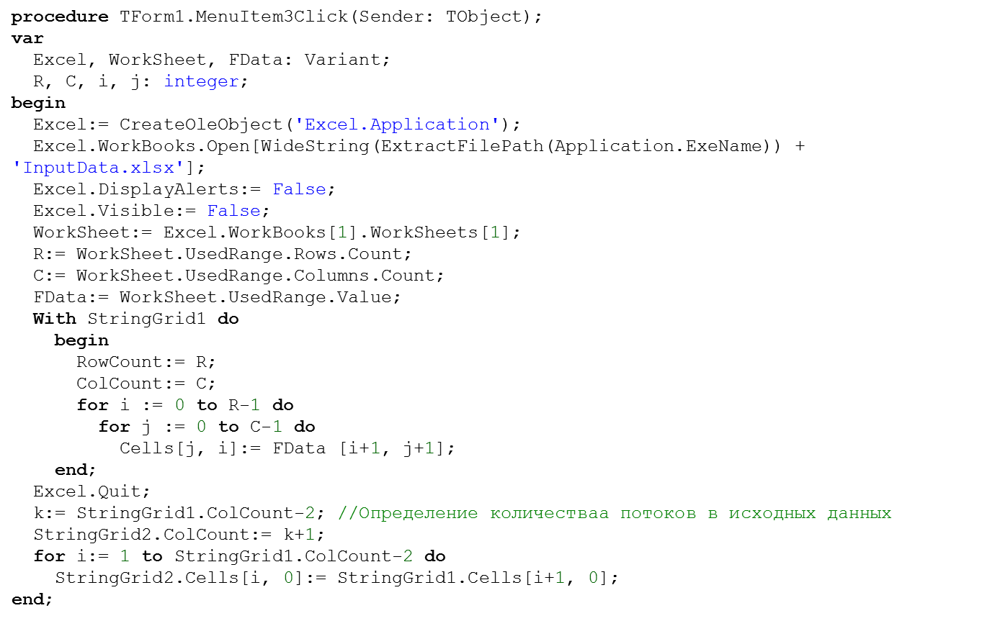 procedure TForm1.MenuItem3Click(Sender: TObject);
var
  Excel, WorkSheet, FData: Variant;
  R, C, i, j: integer;
begin
  Excel:= CreateOleObject('Excel.Application');
  Excel.WorkBooks.Open[WideString(ExtractFilePath(Application.ExeName)) +
'InputData.xlsx'];
  Excel.DisplayAlerts:= False;
  Excel.Visible:= False;
  WorkSheet:= Excel.WorkBooks[1].WorkSheets[1];
  R:= WorkSheet.UsedRange.Rows.Count;
  C:= WorkSheet.UsedRange.Columns.Count;
  FData:= WorkSheet.UsedRange.Value;
  With StringGrid1 do
    begin
      RowCount:= R;
      ColCount:= C;
      for i := 0 to R-1 do
        for j := 0 to C-1 do
          Cells[j, i]:= FData [i+1, j+1];
    end;
  Excel.Quit;
  k:= StringGrid1.ColCount-2; //Определение количестваа потоков в исходных данных
  StringGrid2.ColCount:= k+1;
  for i:= 1 to StringGrid1.ColCount-2 do
    StringGrid2.Cells[i, 0]:= StringGrid1.Cells[i+1, 0];
end;